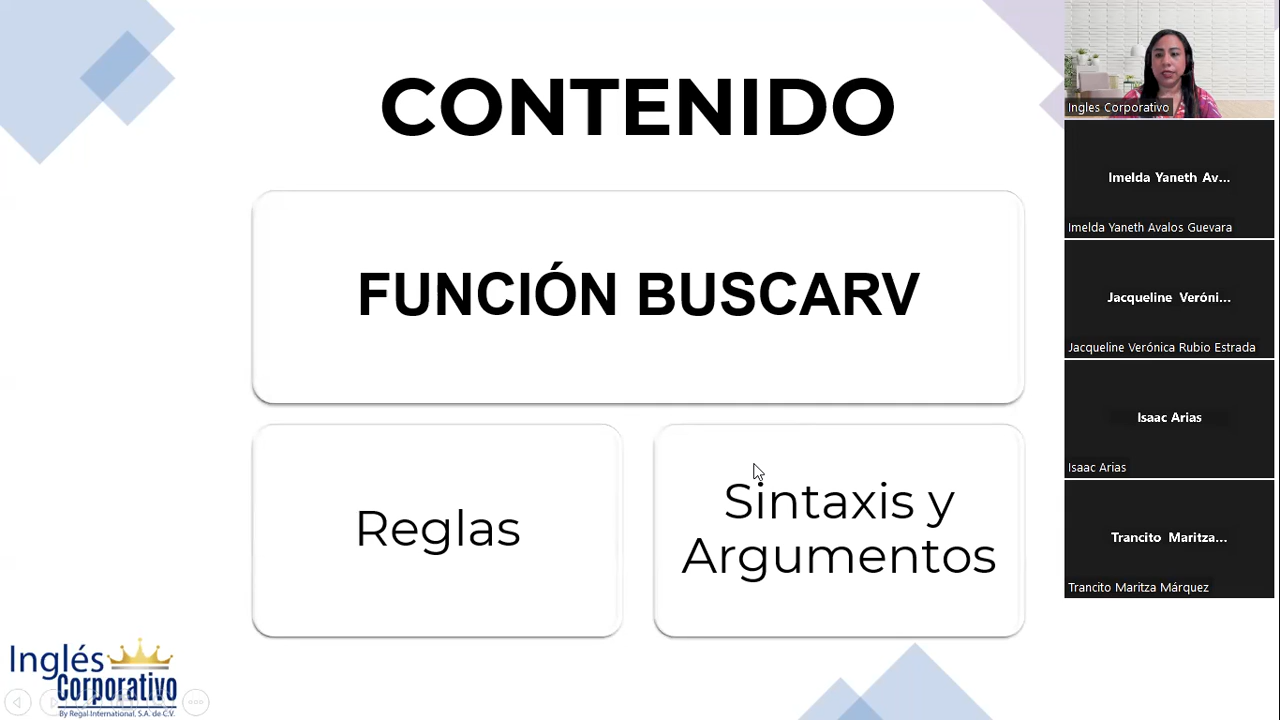 CONTENIDO
FUNCIÓN BUSCARV
Reglas
Sintaxis y
Argumentos
Inglés
Corporativo
By Regal International, S.A. de C.V.
Ingles Corporativo
Imelda Yaneth Av...
Imelda Yaneth Avalos Guevara
Jacqueline Veróni...
Jacqueline Verónica Rubio Estrada
Isaac Arias
Isaac Arias
Trancito Maritza...
Trancito Maritza Márquez